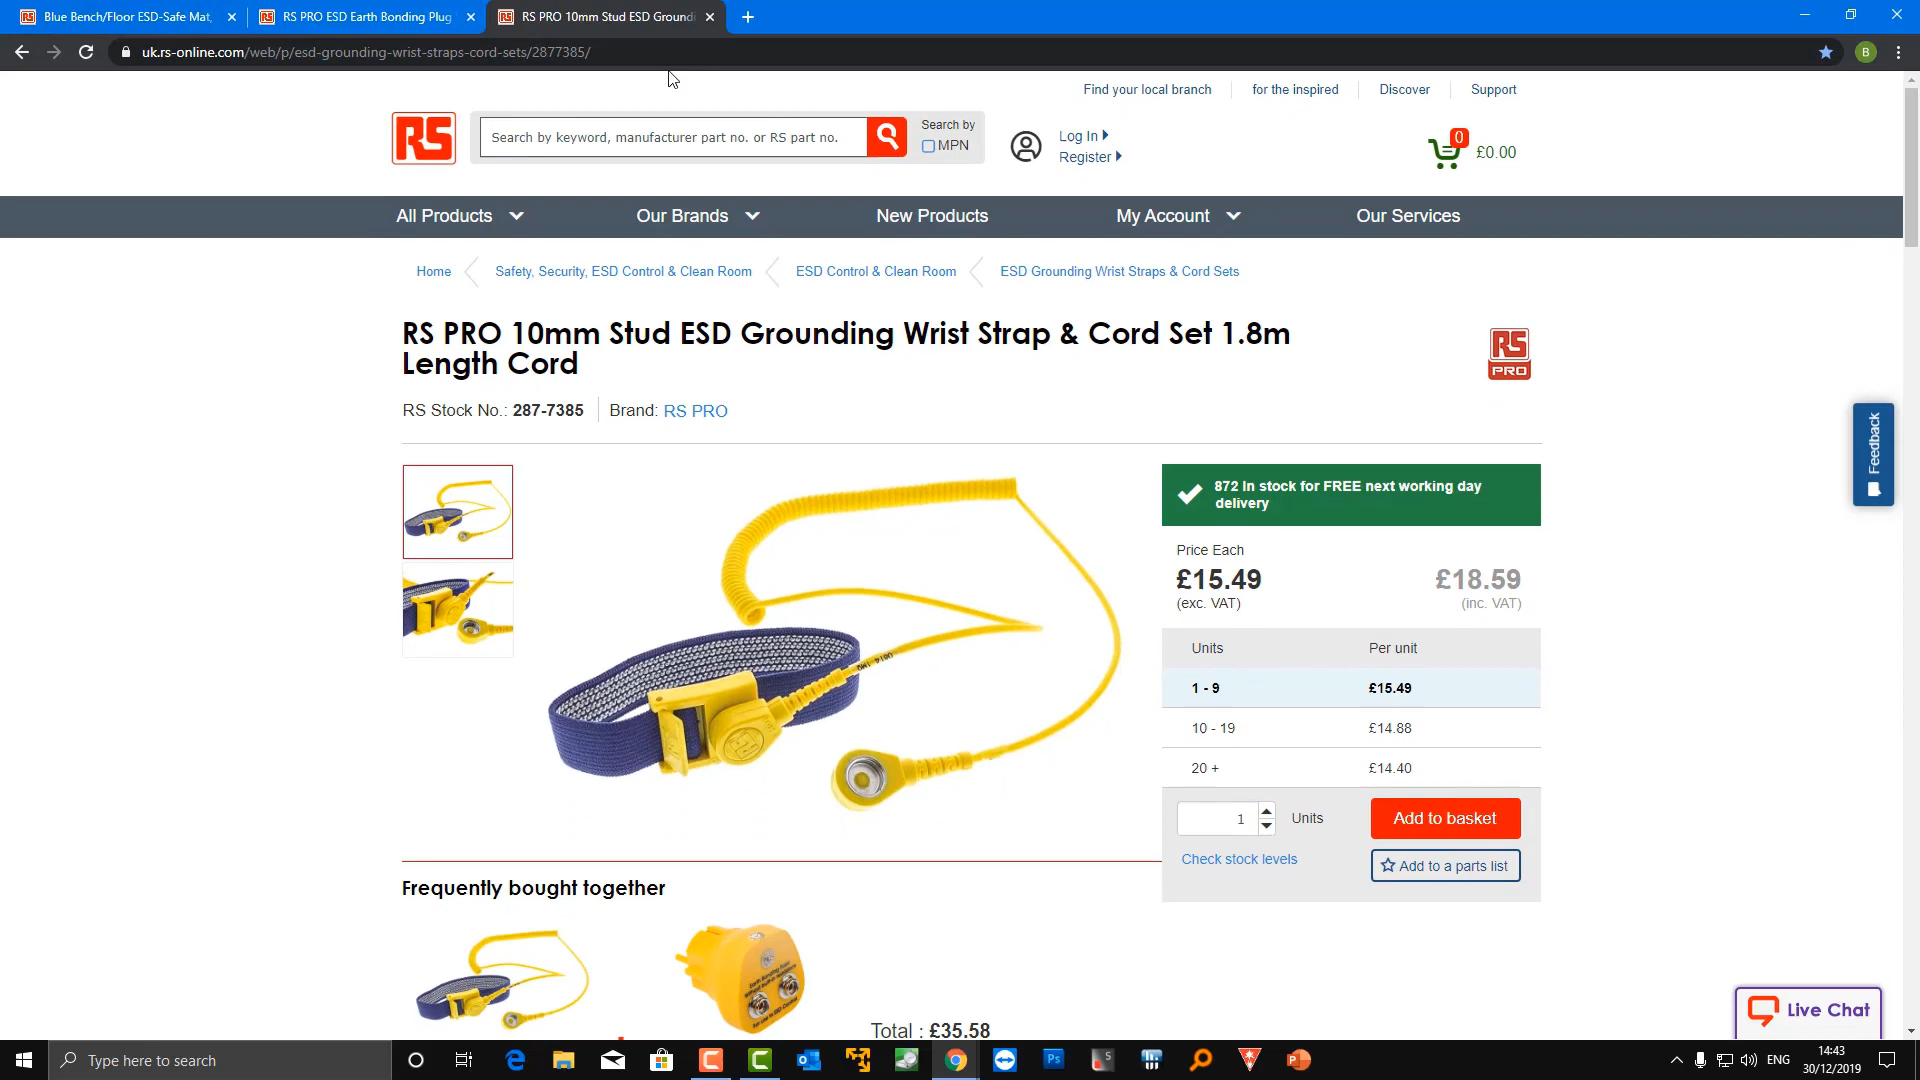 Blue Bench/Floor ESD-Safe Mat,
RS PRO ESD Earth Bonding Plug
RS PRO 10mm Stud ESD Groundi
uk.rs-online.com/web/p/esd-grounding-wrist-straps-cord-sets/2877385/
B
Find your local branch
for the inspired
Discover
Support
RS
Search by keyword, manufacturer part no. or RS part no.
Search by
MPN
Log In
Register
0
£0.00
All Products
Our Brands
New Products
My Account
Our Services
Home
Safety, Security, ESD Control & Clean Room
ESD Control & Clean Room
ESD Grounding Wrist Straps & Cord Sets
RS PRO 10mm Stud ESD Grounding Wrist Strap & Cord Set 1.8m
Length Cord
RS
PRO
RS Stock No.: 287-7385
Brand: RS PRO
Feedback
872 In stock for FREE next working day
delivery
Price Each
£15.49
(exc. VAT)
£18.59
(inc. VAT)
Units
Per unit
1 - 9
£15.49
10 - 19
£14.88
20 +
£14.40
1
Units
Add to basket
Check stock levels
Add to a parts list
Frequently bought together
Earth Bonding Point
Total : £35.58
Live Chat
Type here to search
Ps
ENG
14:43
30/12/2019